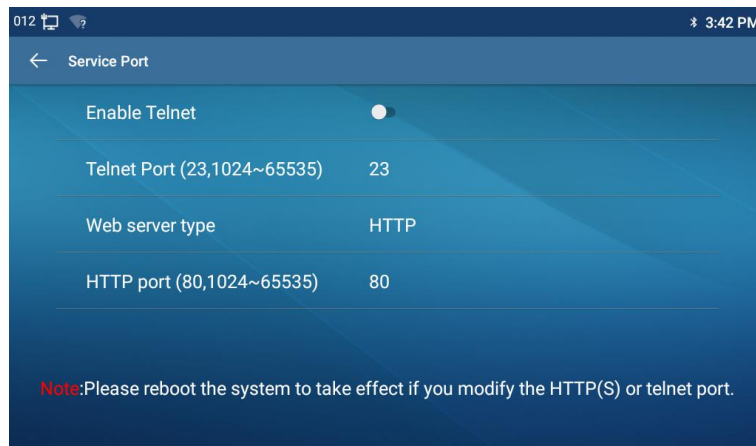 012 3:42 PM
Service Port
Enable Telnet
Telnet Port (23,1024~65535) 23
Web server type HTTP
HTTP port (80,1024~65535) 80
Note:Please reboot the system to take effect if you modify the HTTP(S) or telnet port.